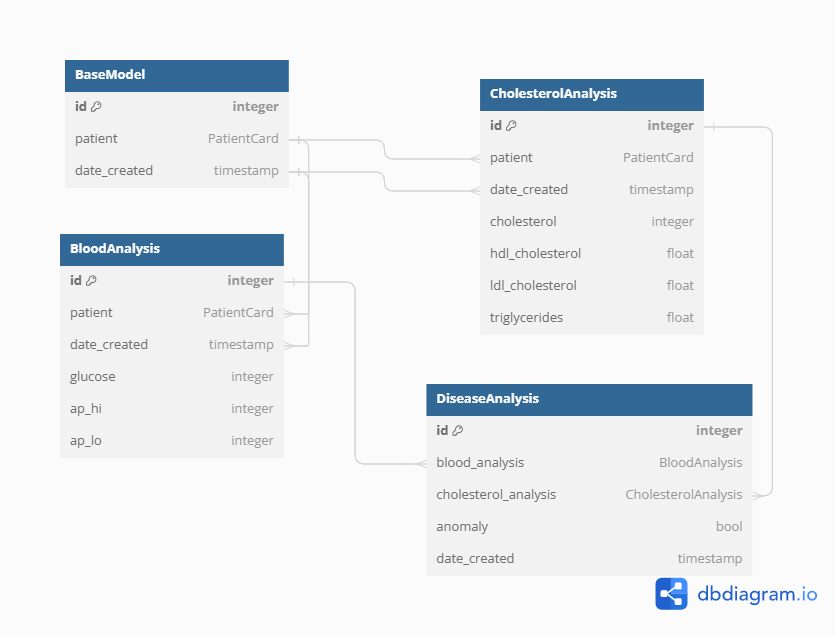 BaseModel
id integer
patient PatientCard
date_created timestamp
CholesterolAnalysis
id integer
patient PatientCard
date_created timestamp
cholesterol integer
hdl_cholesterol float
ldl_cholesterol float
triglycerides float
BloodAnalysis
id integer
patient PatientCard
date_created timestamp
glucose integer
ap_hi integer
ap_lo integer
DiseaseAnalysis
id integer
blood_analysis BloodAnalysis
cholesterol_analysis CholesterolAnalysis
anomaly bool
date_created timestamp
dbdiagram.io